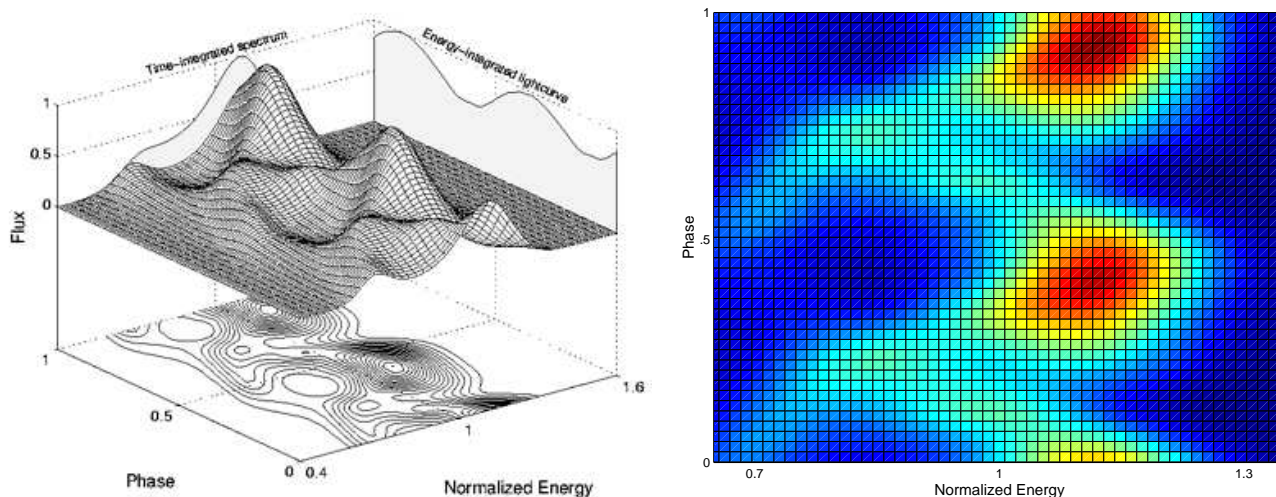 Time-integrated spectrum
Energy-integrated lightcurve
1
0.5
0
Flux
1
0.5
0
Phase
0.4
1
1.6
Normalized Energy
1
.5
0
Phase
0.7
1
1.3
Normalized Energy